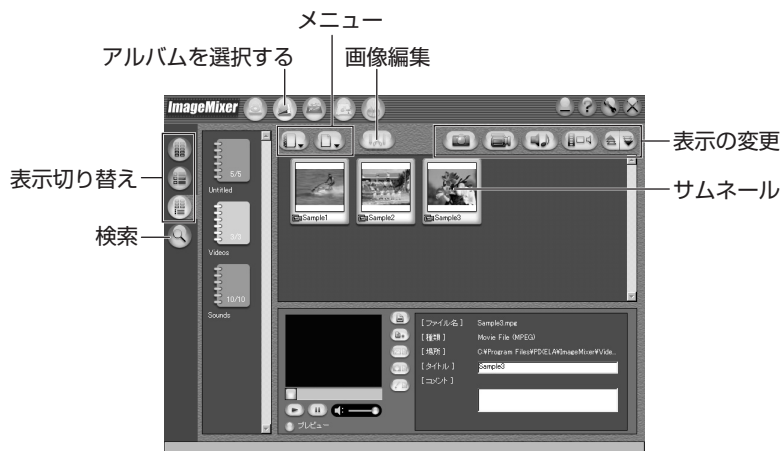 メニュー
アルバムを選択する
画像編集
ImageMixer
表示の変更
表示切り替え
サムネール
検索
5/5
Untitled
3/3
Videos
10/10
Sounds
Sample1
Sample2
Sample3
[ファイル名] Sample3.mpg
[種類] Movie File (MPEG)
[場所] C:¥Program Files¥PIXELA¥ImageMixer¥Vide...
[タイトル] Sample3
[コメント]
プレビュー